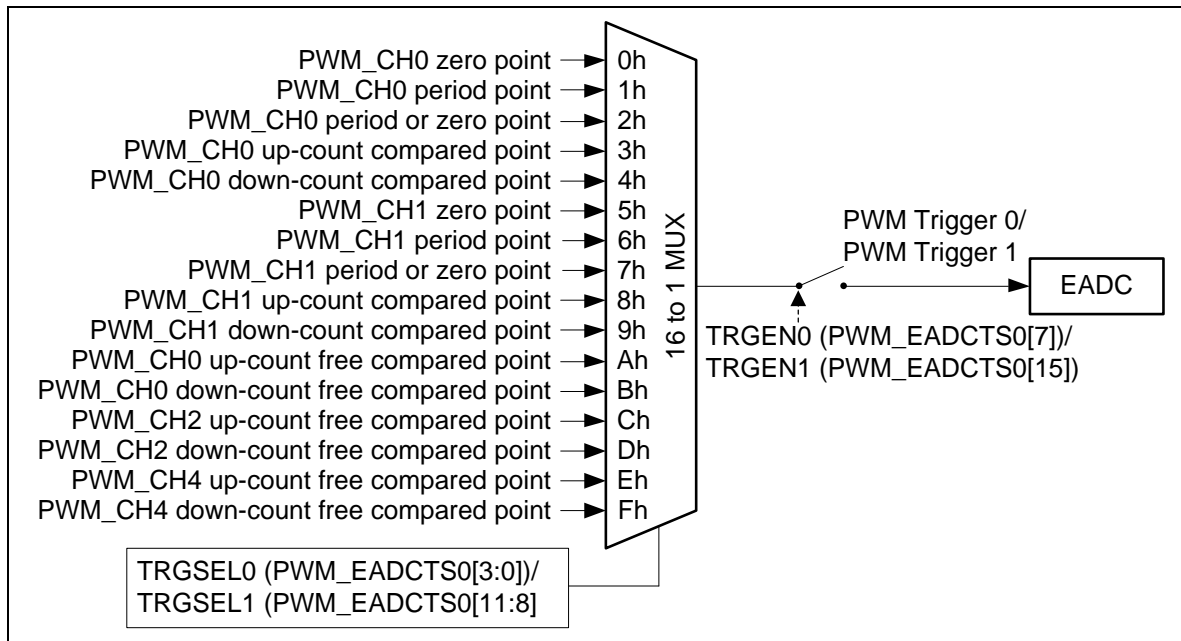 PWM_CH0 zero point
0h
PWM_CH0 period point
1h
PWM_CH0 period or zero point
2h
PWM_CH0 up-count compared point
3h
PWM_CH0 down-count compared point
4h
PWM_CH1 zero point
5h
PWM_CH1 period point
6h
PWM_CH1 period or zero point
7h
PWM_CH1 up-count compared point
8h
PWM_CH1 down-count compared point
9h
PWM_CH0 up-count free compared point
Ah
PWM_CH0 down-count free compared point
Bh
PWM_CH2 up-count free compared point
Ch
PWM_CH2 down-count free compared point
Dh
PWM_CH4 up-count free compared point
Eh
PWM_CH4 down-count free compared point
Fh
16 to 1 MUX
PWM Trigger 0/
PWM Trigger 1
EADC
TRGEN0 (PWM_EADCTS0[7])/
TRGEN1 (PWM_EADCTS0[15])
TRGSEL0 (PWM_EADCTS0[3:0])/
TRGSEL1 (PWM_EADCTS0[11:8]